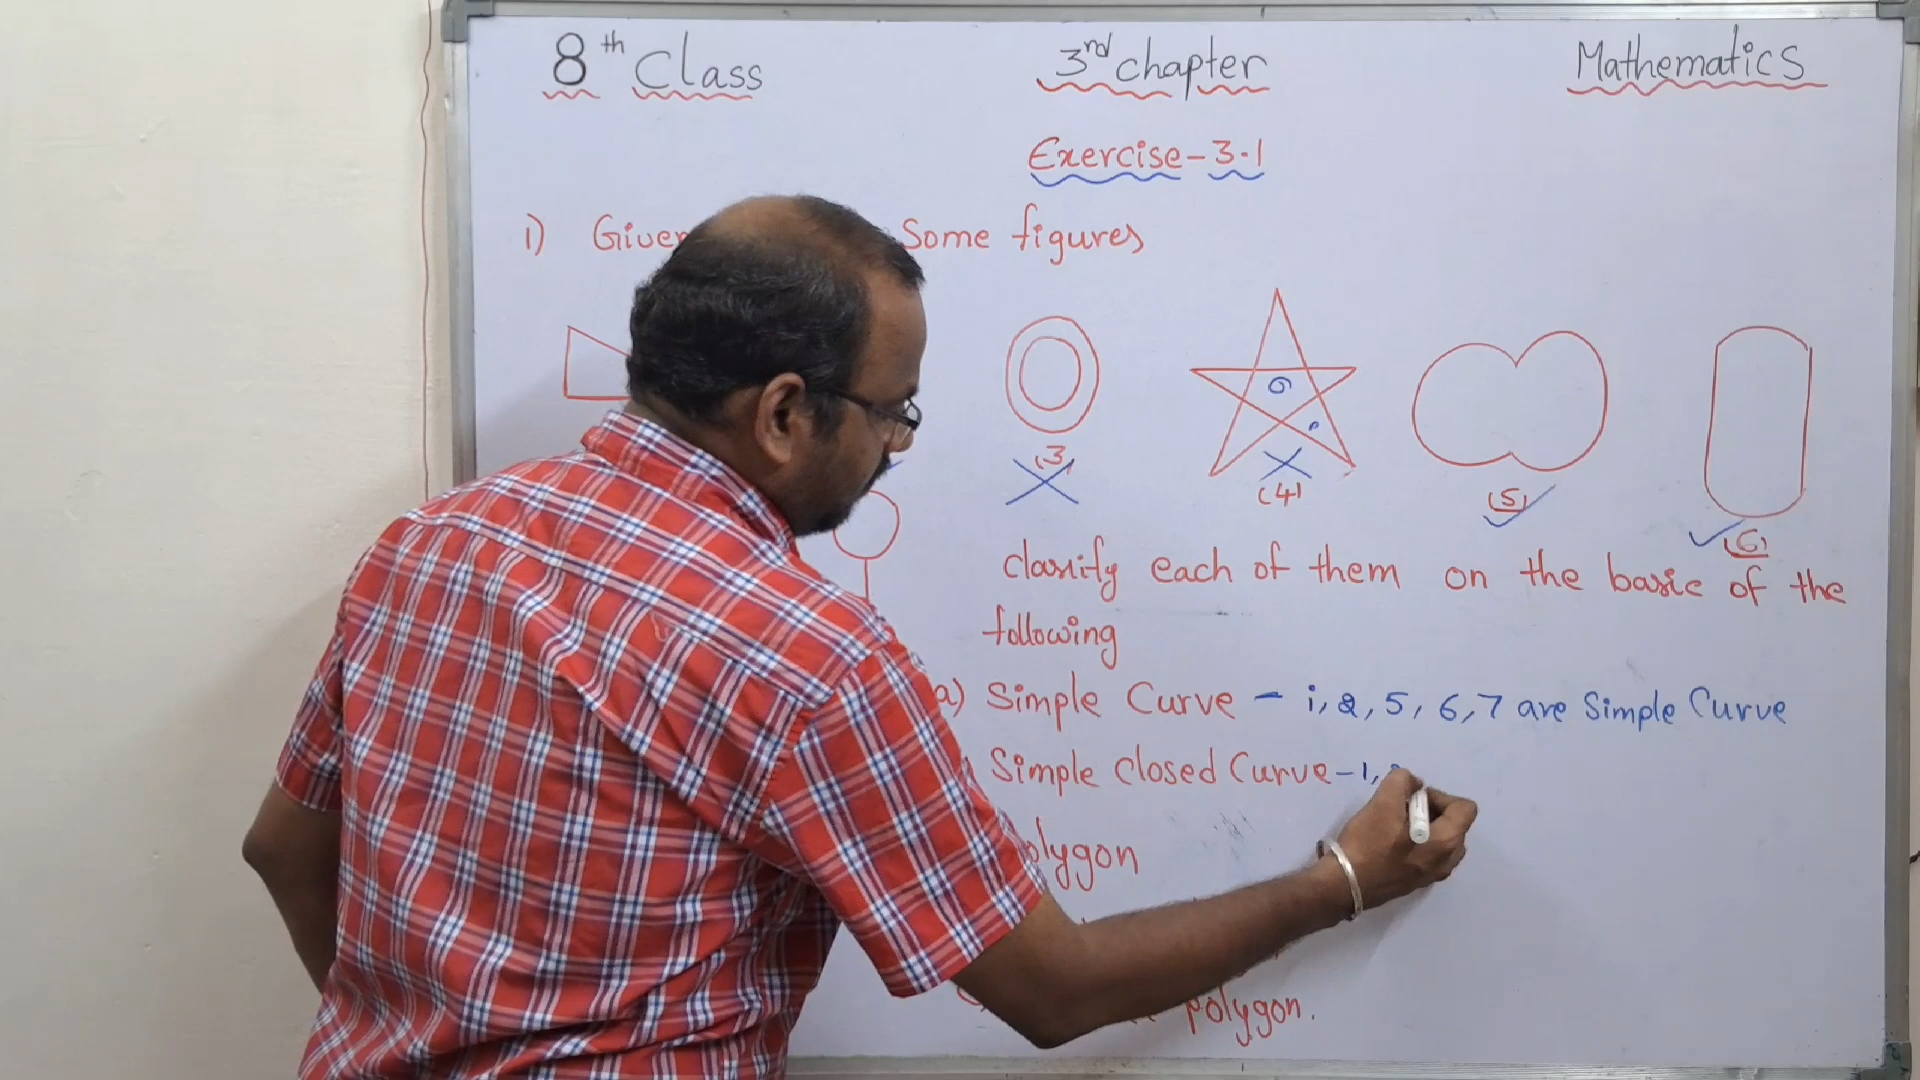 8th Class 3rd chapter Mathematics
Exercise-3.1
1) Some figures
(3) (4) (5) (6)
classify each of them on the basic of the
following
a) Simple Curve - 1, 2, 5, 6, 7 are Simple Curve
Simple closed Curve-1,
polygon.